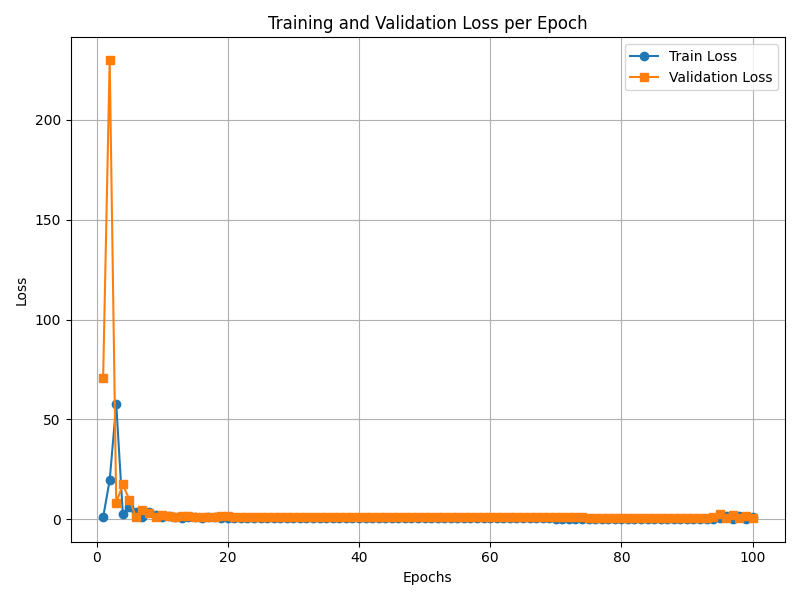 Training and Validation Loss per Epoch
Train Loss
Validation Loss
Loss
200
150
100
50
0
0 20 40 60 80 100
Epochs